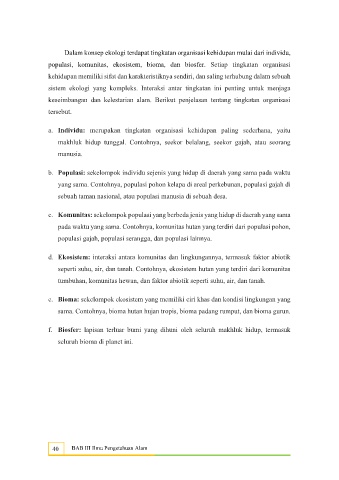 Dalam konsep ekologi terdapat tingkatan organisasi kehidupan mulai dari individu,
populasi, komunitas, ekosistem, bioma, dan biosfer. Setiap tingkatan organisasi
kehidupan memiliki sifat dan karakteristiknya sendiri, dan saling terhubung dalam sebuah
sistem ekologi yang kompleks. Interaksi antar tingkatan ini penting untuk menjaga
keseimbangan dan kelestarian alam. Berikut penjelasan tentang tingkatan organisasi
tersebut.
a. Individu: merupakan tingkatan organisasi kehidupan paling sederhana, yaitu
makhluk hidup tunggal. Contohnya, seekor belalang, seekor gajah, atau seorang
manusia.
b. Populasi: sekelompok individu sejenis yang hidup di daerah yang sama pada waktu
yang sama. Contohnya, populasi pohon kelapa di areal perkebunan, populasi gajah di
sebuah taman nasional, atau populasi manusia di sebuah desa.
c. Komunitas: sekelompok populasi yang berbeda jenis yang hidup di daerah yang sama
pada waktu yang sama. Contohnya, komunitas hutan yang terdiri dari populasi pohon,
populasi gajah, populasi serangga, dan populasi lainnya.
d. Ekosistem: interaksi antara komunitas dan lingkungannya, termasuk faktor abiotik
seperti suhu, air, dan tanah. Contohnya, ekosistem hutan yang terdiri dari komunitas
tumbuhan, komunitas hewan, dan faktor abiotik seperti suhu, air, dan tanah.
e. Bioma: sekelompok ekosistem yang memiliki ciri khas dan kondisi lingkungan yang
sama. Contohnya, bioma hutan hujan tropis, bioma padang rumput, dan bioma gurun.
f. Biosfer: lapisan terluar bumi yang dihuni oleh seluruh makhluk hidup, termasuk
seluruh bioma di planet ini.
40 BAB III Ilmu Pengetahuan Alam